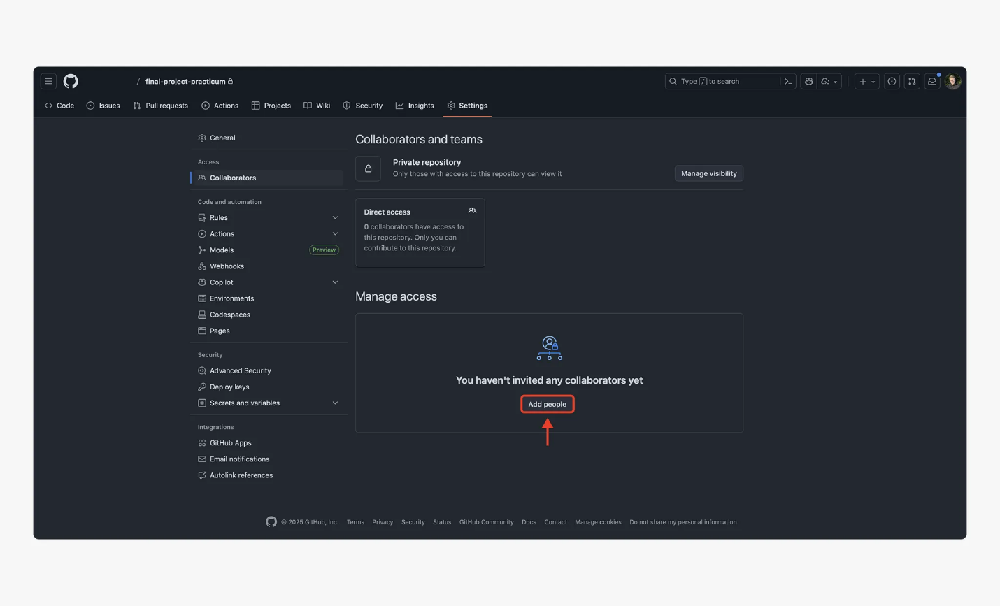 / final-project-practicum
Type / to search
Code Issues Pull requests Actions Projects Wiki Security Insights Settings
General
Access
Collaborators
Code and automation
Rules
Actions
Models Preview
Webhooks
Copilot
Environments
Codespaces
Pages
Security
Advanced Security
Deploy keys
Secrets and variables
Integrations
GitHub Apps
Email notifications
Autolink references
Collaborators and teams
Private repository
Only those with access to this repository can view it
Manage visibility
Direct access
0 collaborators have access to
this repository. Only you can
contribute to this repository.
Manage access
You haven't invited any collaborators yet
Add people
© 2025 GitHub, Inc. Terms Privacy Security Status GitHub Community Docs Contact Manage cookies Do not share my personal information